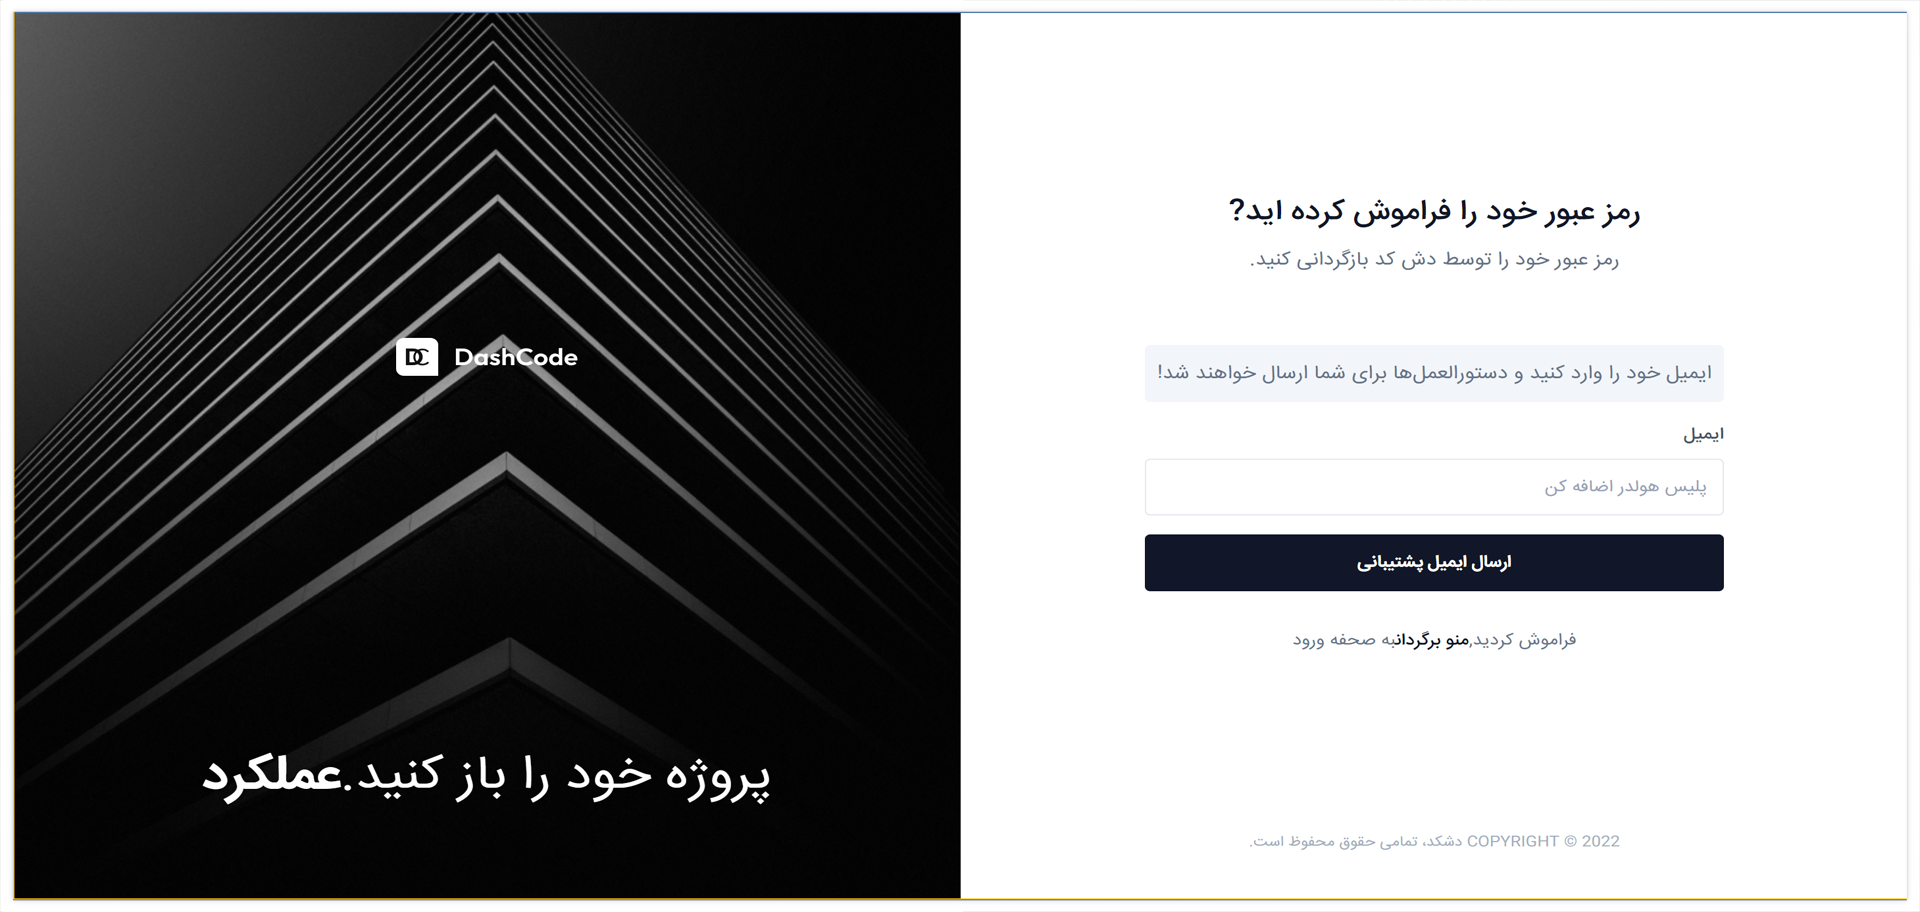 رمز عبور خود را فراموش کرده اید?
رمز عبور خود را توسط دش کد بازگردانی کنید.
ایمیل خود را وارد کنید و دستورالعمل‌ها برای شما ارسال خواهند شد!
ایمیل
پلیس هولدر اضافه کن
ارسال ایمیل پشتیبانی
فراموش کردید,منو برگردانبه صحفه ورود
COPYRIGHT © 2022 دشکد، تمامی حقوق محفوظ است.
DC DashCode
پروژه خود را باز کنید.عملکرد